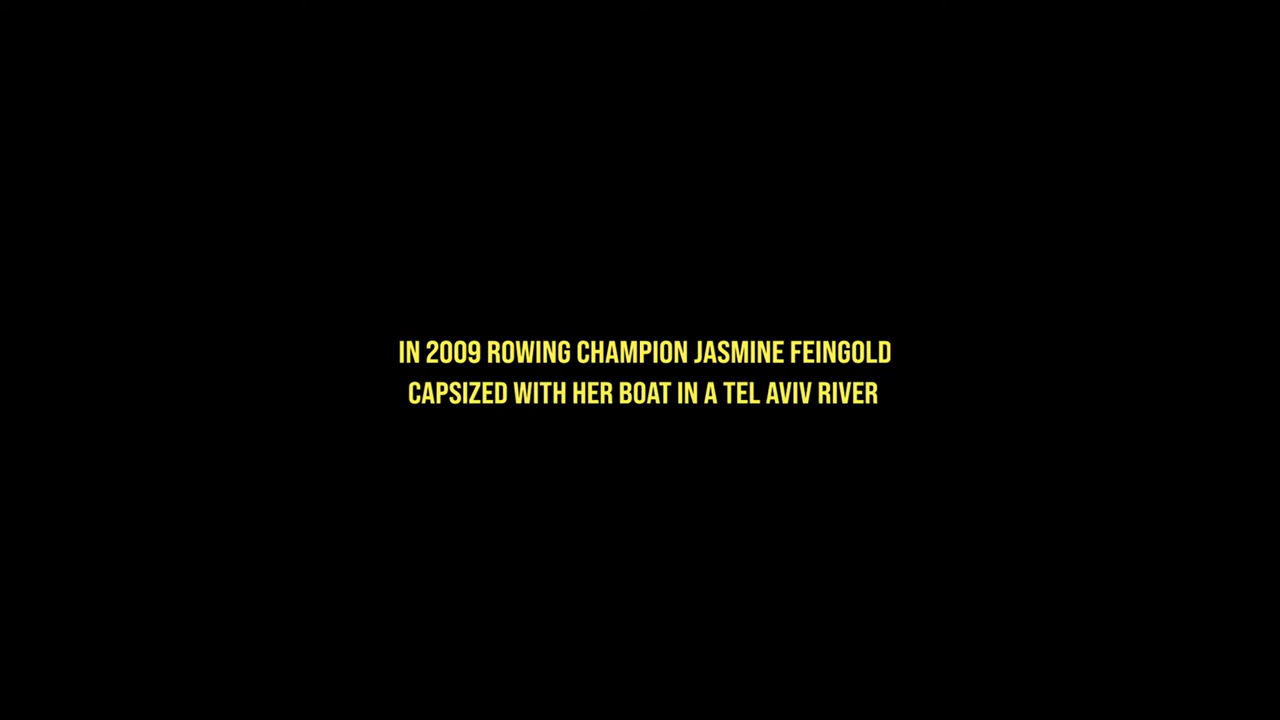 IN 2009 ROWING CHAMPION JASMINE FEINGOLD
CAPSIZED WITH HER BOAT IN A TEL AVIV RIVER